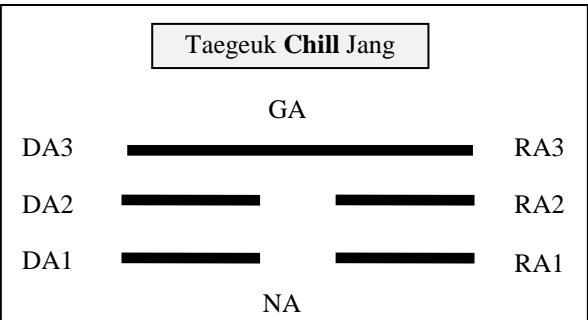 Taegeuk Chill Jang
GA
DA3 RA3
DA2 RA2
DA1 RA1
NA